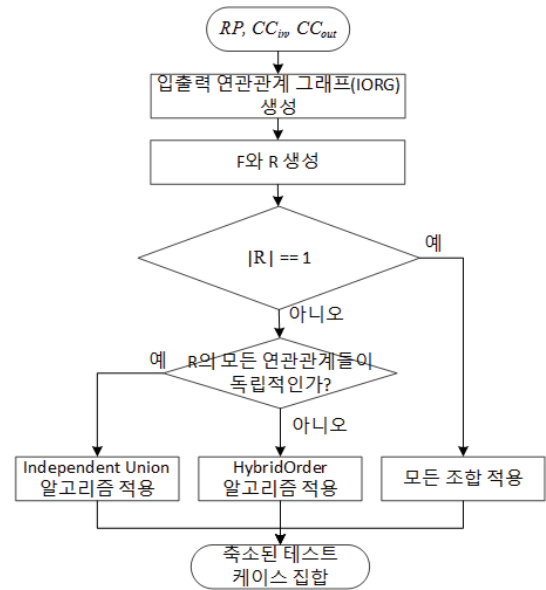 RP, CC_in, CC_out
입출력 연관관계 그래프(IORG)
생성
F와 R 생성
|R| == 1
예
아니오
예
R의 모든 연관관계들이
독립적인가?
아니오
Independent Union
알고리즘 적용
HybridOrder
알고리즘 적용
모든 조합 적용
축소된 테스트
케이스 집합